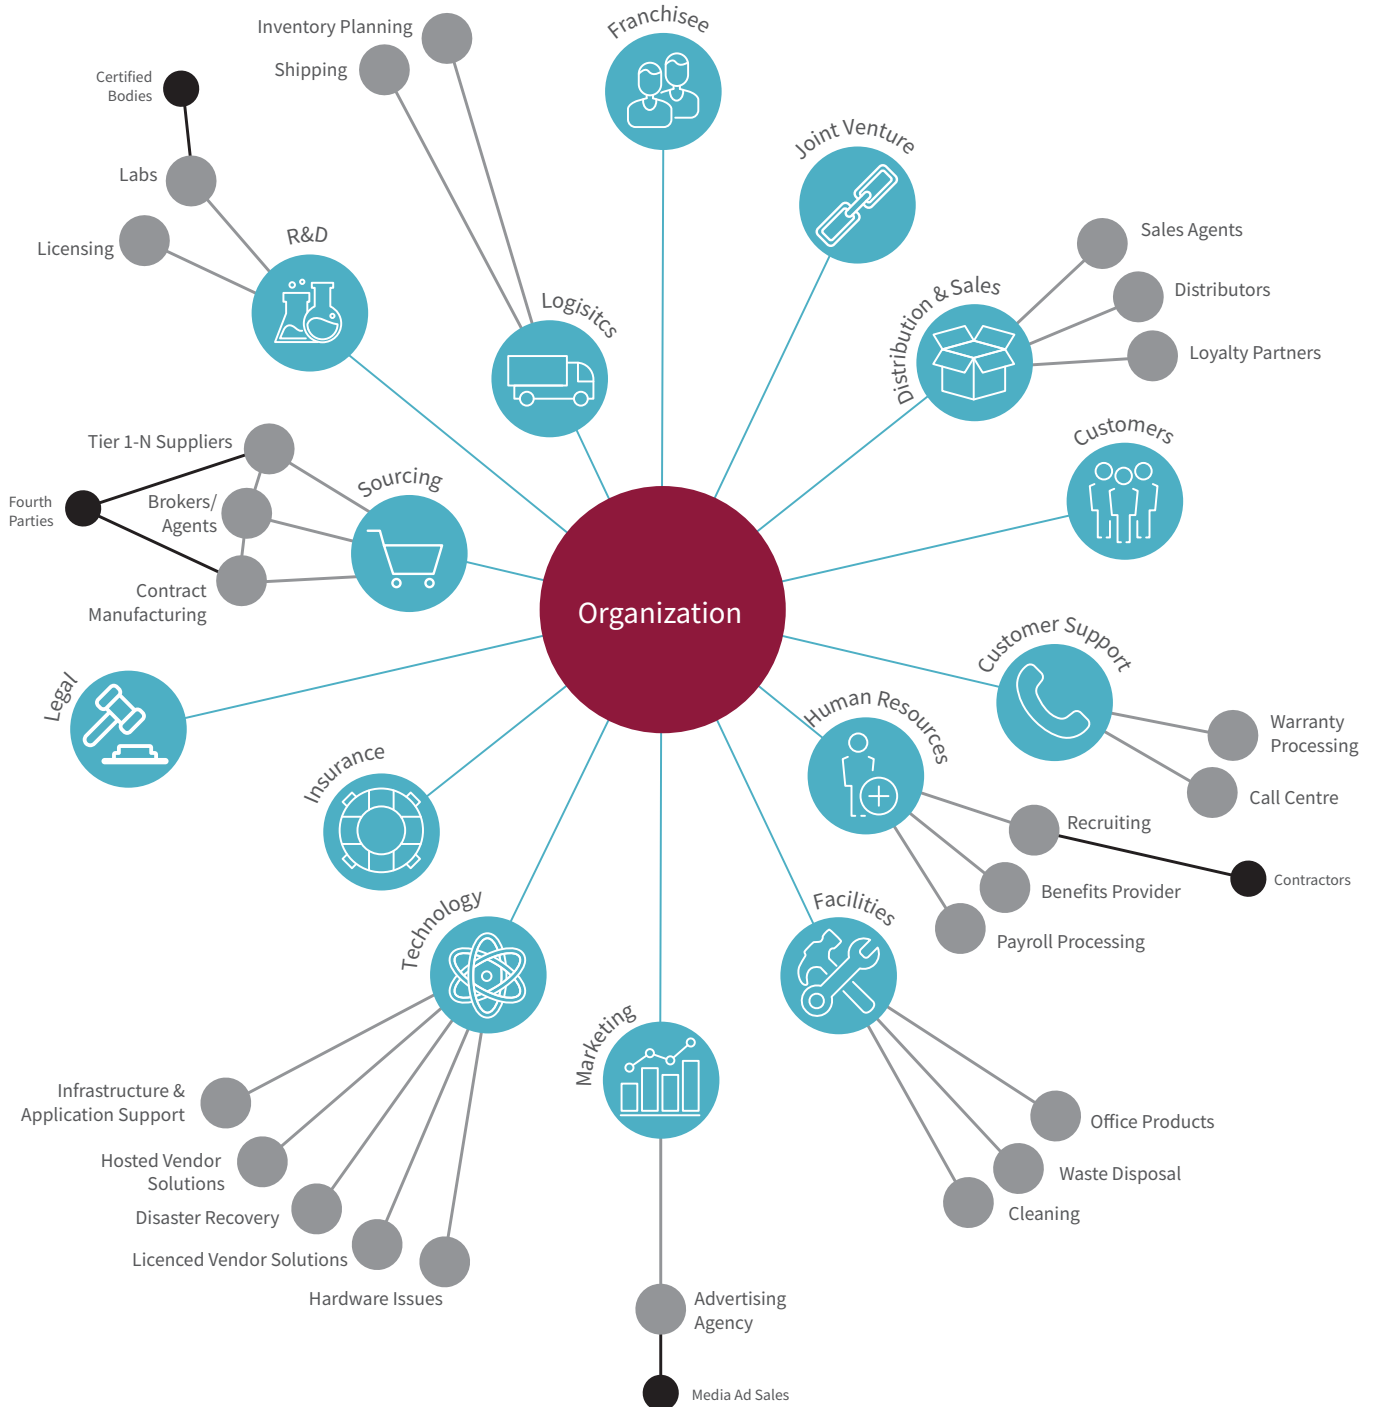 Inventory Planning
Shipping
Franchisee
Certified
Bodies
Labs
Licensing
R&D
Logisitcs
Joint Venture
Sales Agents
Distributors
Loyalty Partners
Distribution & Sales
Customers
Tier 1-N Suppliers
Fourth
Parties
Brokers/
Agents
Contract
Manufacturing
Sourcing
Organization
Customer Support
Warranty
Processing
Call Centre
Legal
Insurance
Human Resources
Recruiting
Contractors
Benefits Provider
Payroll Processing
Technology
Facilities
Marketing
Infrastructure &
Application Support
Hosted Vendor
Solutions
Disaster Recovery
Licenced Vendor Solutions
Hardware Issues
Office Products
Waste Disposal
Cleaning
Advertising
Agency
Media Ad Sales